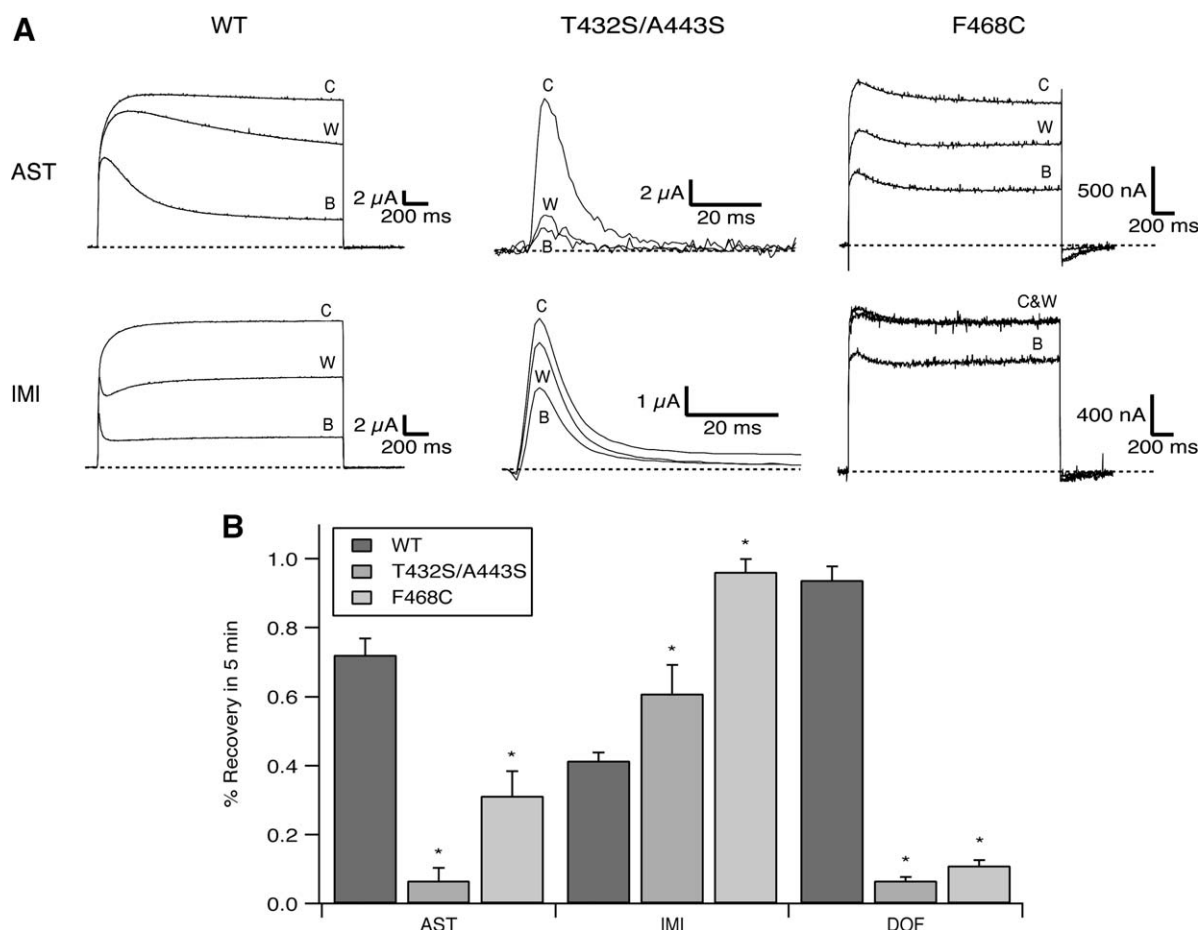 A
WT T432S/A443S F468C
AST
C
W
B
2 µA
200 ms
C
W
B
2 µA
20 ms
C
W
B
500 nA
200 ms
IMI
C
W
B
2 µA
200 ms
C
W
B
1 µA
20 ms
C&W
B
400 nA
200 ms
B
% Recovery in 5 min
1.0
0.8
0.6
0.4
0.2
0.0
WT
T432S/A443S
F468C
* * * * * *
AST IMI DOF